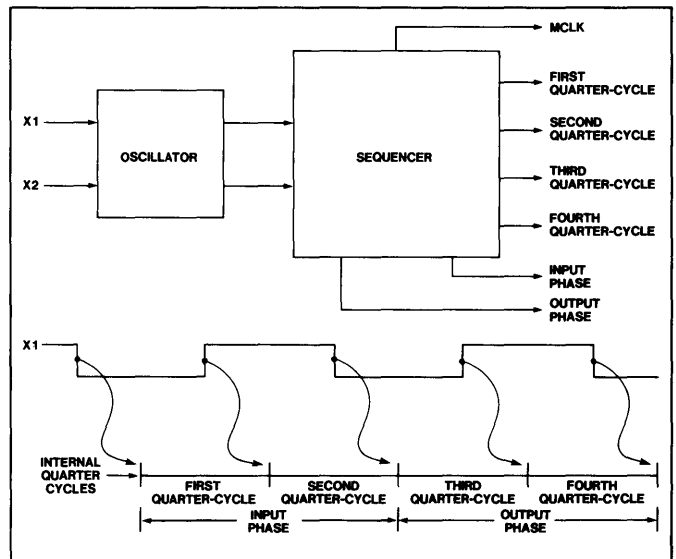 MCLK
FIRST
QUARTER-CYCLE
X1
SECOND
QUARTER-CYCLE
OSCILLATOR
SEQUENCER
X2
THIRD
QUARTER-CYCLE
FOURTH
QUARTER-CYCLE
INPUT
PHASE
OUTPUT
PHASE
X1
INTERNAL
QUARTER
CYCLES
FIRST
QUARTER-CYCLE
SECOND
QUARTER-CYCLE
THIRD
QUARTER-CYCLE
FOURTH
QUARTER-CYCLE
INPUT
PHASE
OUTPUT
PHASE